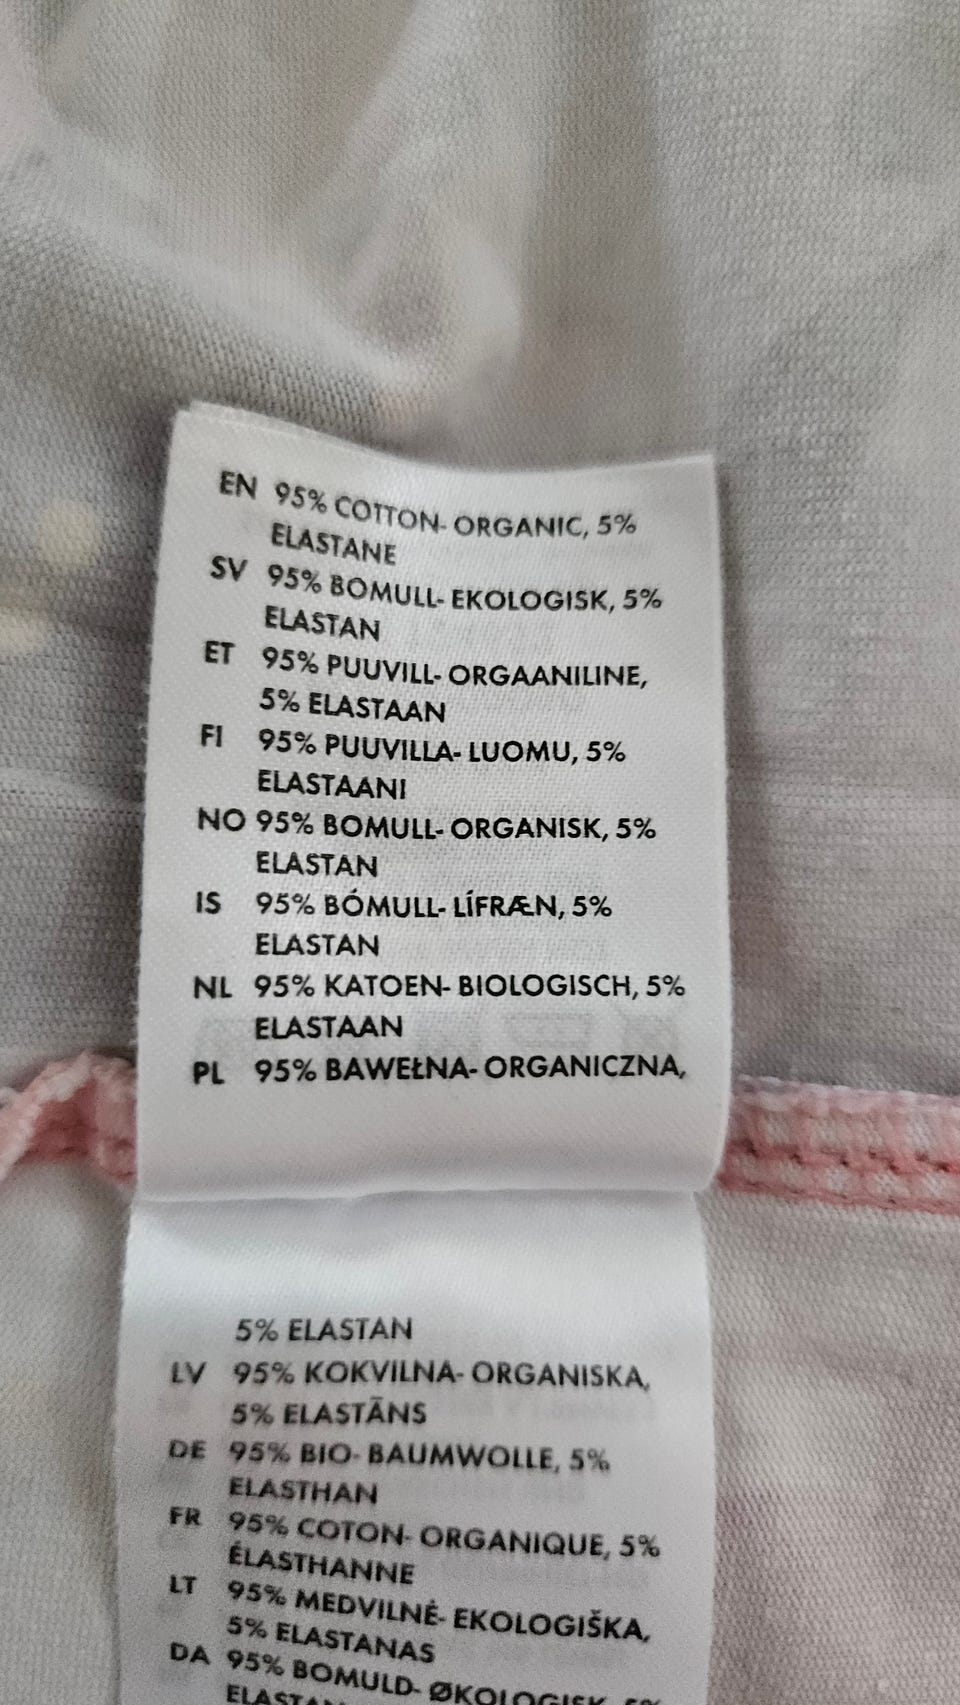 EN 95% COTTON- ORGANIC, 5%
ELASTANE
SV 95% BOMULL- EKOLOGISK, 5%
ELASTAN
ET 95% PUUVILL- ORGAANILINE,
5% ELASTAAN
FI 95% PUUVILLA- LUOMU, 5%
ELASTAANI
NO 95% BOMULL- ORGANISK, 5%
ELASTAN
IS 95% BÓMULL- LÍFRÆN, 5%
ELASTAN
NL 95% KATOEN- BIOLOGISCH, 5%
ELASTAAN
PL 95% BAWEŁNA- ORGANICZNA,
5% ELASTAN
LV 95% KOKVILNA- ORGANISKA,
5% ELASTĀNS
DE 95% BIO- BAUMWOLLE, 5%
ELASTHAN
FR 95% COTON- ORGANIQUE, 5%
ÉLASTHANNE
LT 95% MEDVILNĖ- EKOLOGIŠKA,
5% ELASTANAS
DA 95% BOMULD- ØKOLOGISK, 5%
ELASTAN